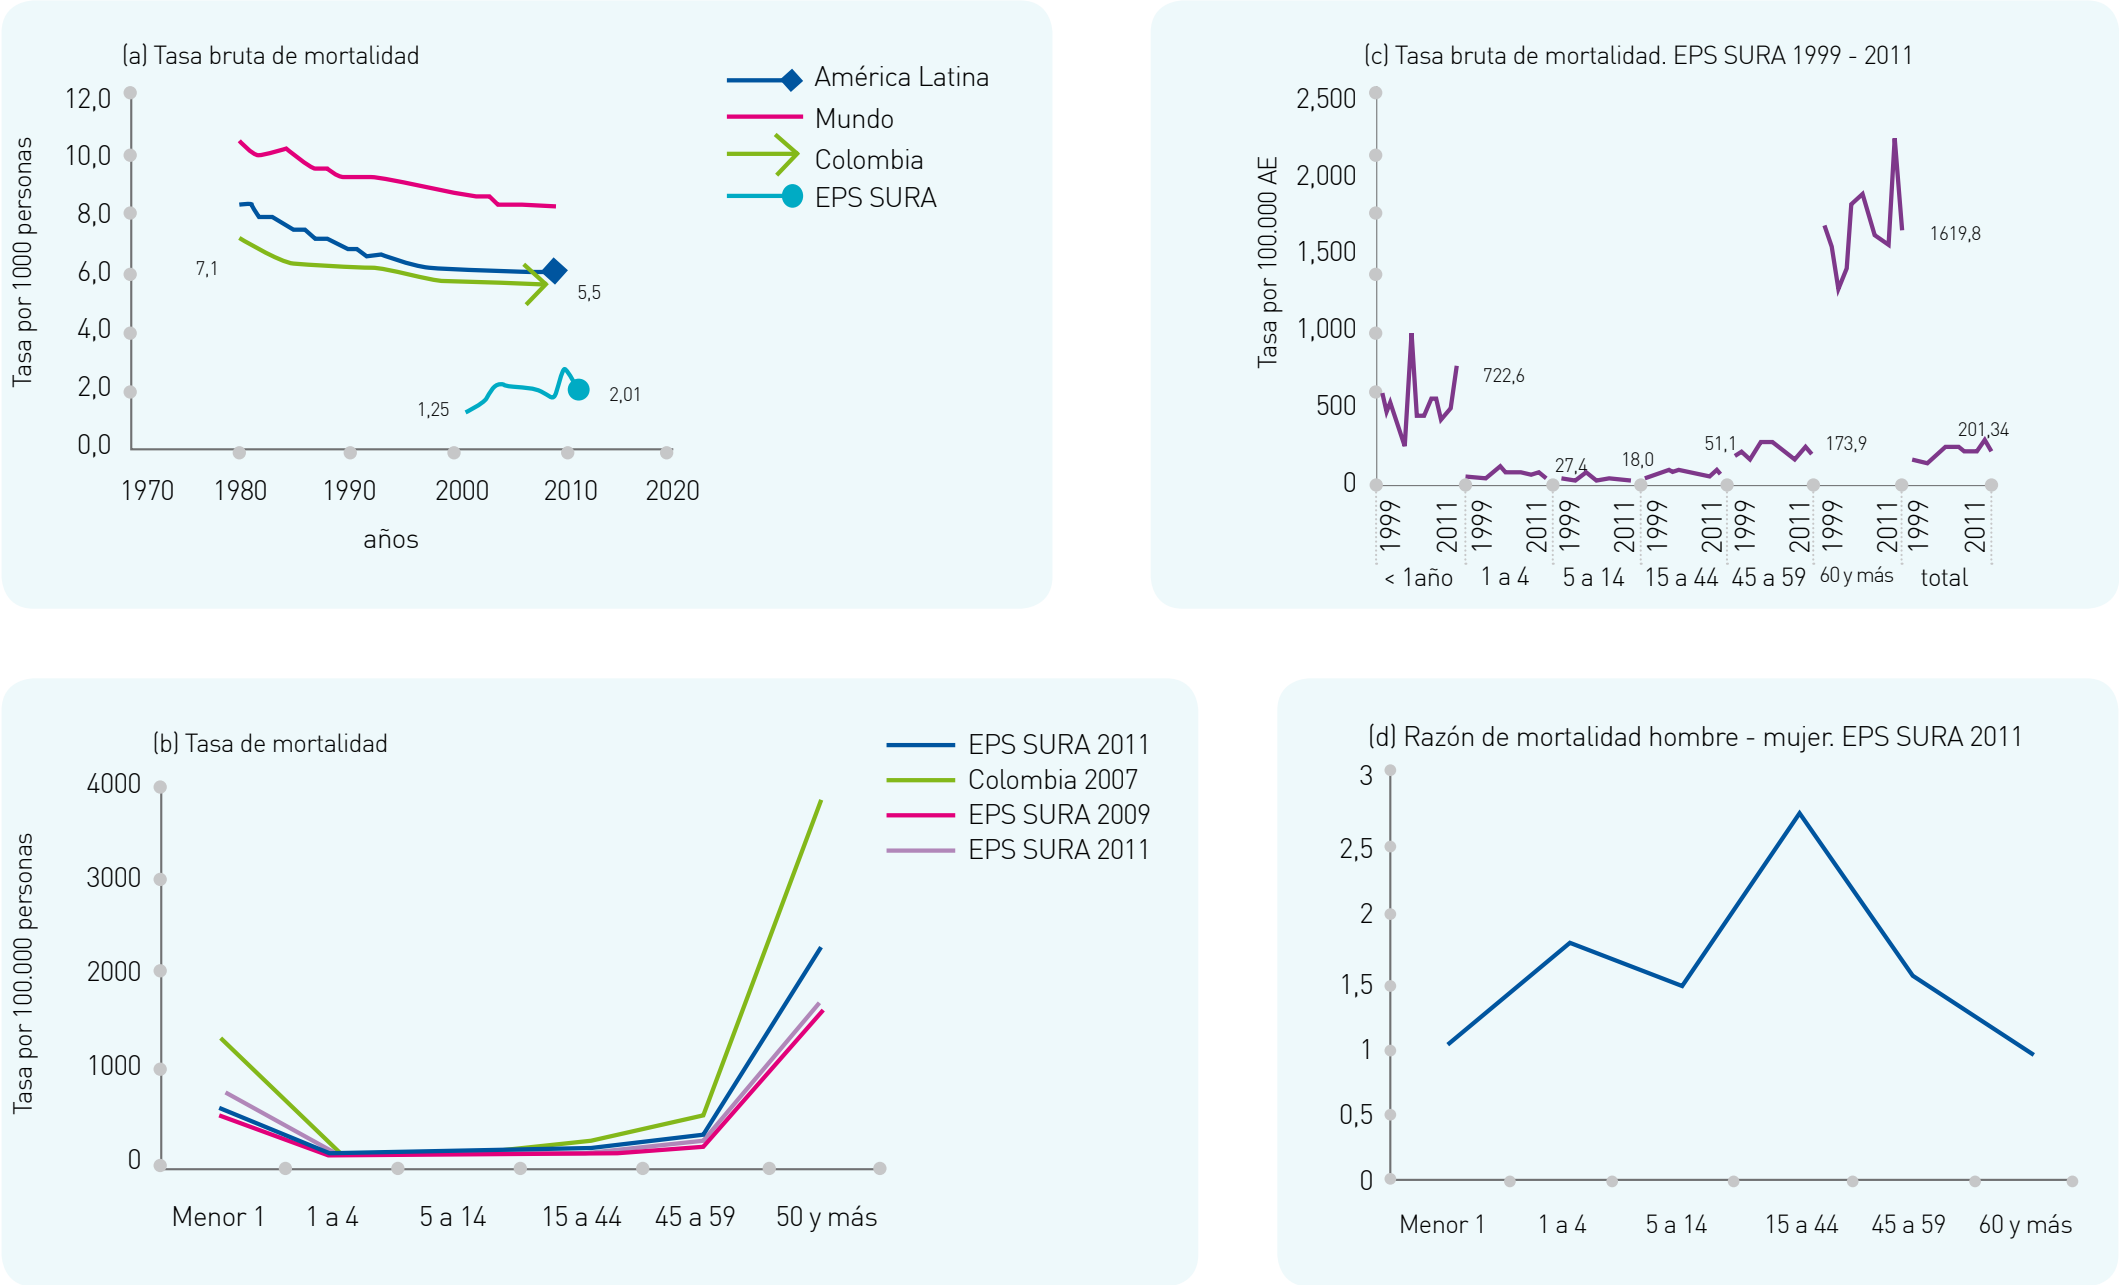 (a) Tasa bruta de mortalidad
América Latina
Mundo
Colombia
EPS SURA
Tasa por 1000 personas
12,0
10,0
8,0
6,0
4,0
2,0
0,0
7,1
5,5
1,25
2,01
1970 1980 1990 2000 2010 2020
años
(c) Tasa bruta de mortalidad. EPS SURA 1999 - 2011
Tasa por 100.000 AE
2,500
2,000
1,500
1,000
500
0
722,6
27,4
18,0
51,1
173,9
1619,8
201,34
1999 2011 1999 2011 1999 2011 1999 2011 1999 2011 1999 2011 1999 2011
< 1año 1 a 4 5 a 14 15 a 44 45 a 59 60 y más total
(b) Tasa de mortalidad
EPS SURA 2011
Colombia 2007
EPS SURA 2009
EPS SURA 2011
Tasa por 100.000 personas
4000
3000
2000
1000
0
Menor 1 1 a 4 5 a 14 15 a 44 45 a 59 50 y más
(d) Razón de mortalidad hombre - mujer. EPS SURA 2011
3
2,5
2
1,5
1
0,5
0
Menor 1 1 a 4 5 a 14 15 a 44 45 a 59 60 y más